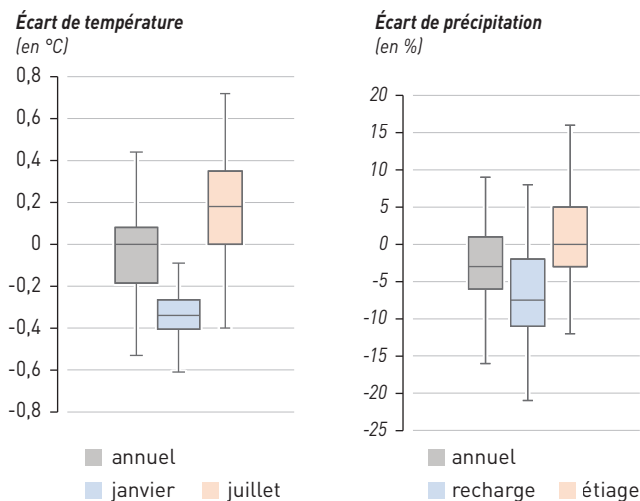 Écart de température
(en °C)
0,8
0,6
0,4
0,2
0
-0,2
-0,4
-0,6
-0,8
annuel
janvier
juillet
Écart de précipitation
(en %)
20
15
10
5
0
-5
-10
-15
-20
-25
annuel
recharge
étiage